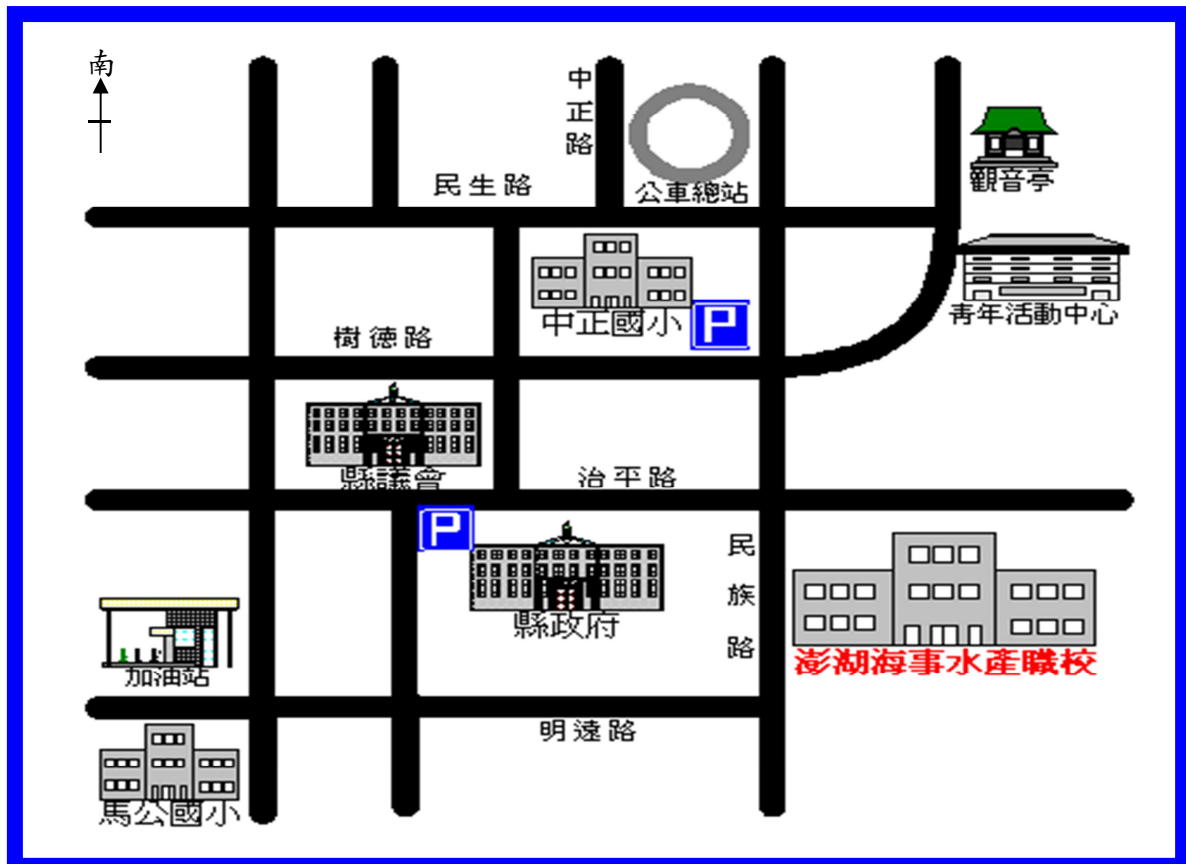 南
中正路
民生路
公車總站
觀音亭
中正國小
P
青年活動中心
樹德路
縣議會
治平路
P
縣政府
民族路
澎湖海事水產職校
加油站
明遠路
馬公國小